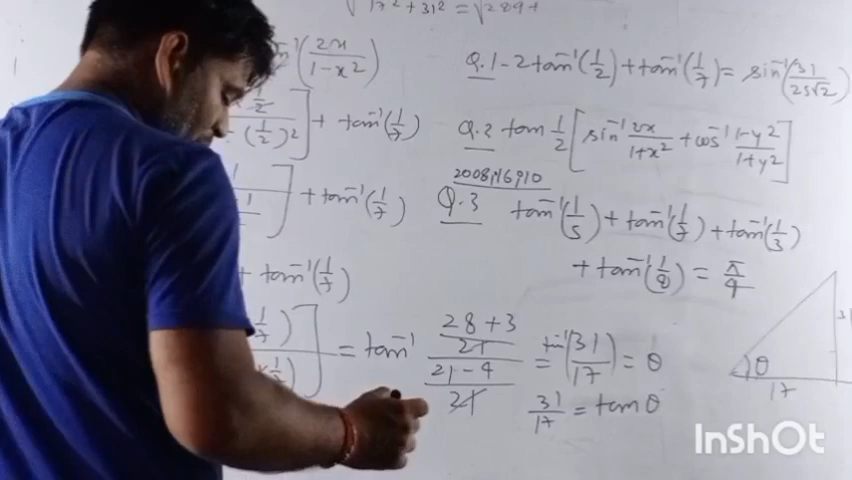 √17²+31² = √289+
(2x/1-x²)
Q.1 - 2tan⁻¹(1/2) + tan⁻¹(1/7) = sin⁻¹(31/25√2)
(1/2)²] + tan⁻¹(1/7)
Q.2 tan 1/2 [sin⁻¹ 2x/1+x² + cos⁻¹ 1-y²/1+y²]
] + tan⁻¹(1/7)
2008,16,10
Q.3 tan⁻¹(1/5) + tan⁻¹(1/7) + tan⁻¹(1/3)
+ tan⁻¹(1/8) = π/4
+ tan⁻¹(1/7)
] = tan⁻¹ (28+3/21)/(21-4/21) = tan⁻¹(31/17) = θ
31/17 = tanθ
θ
17
InShOt